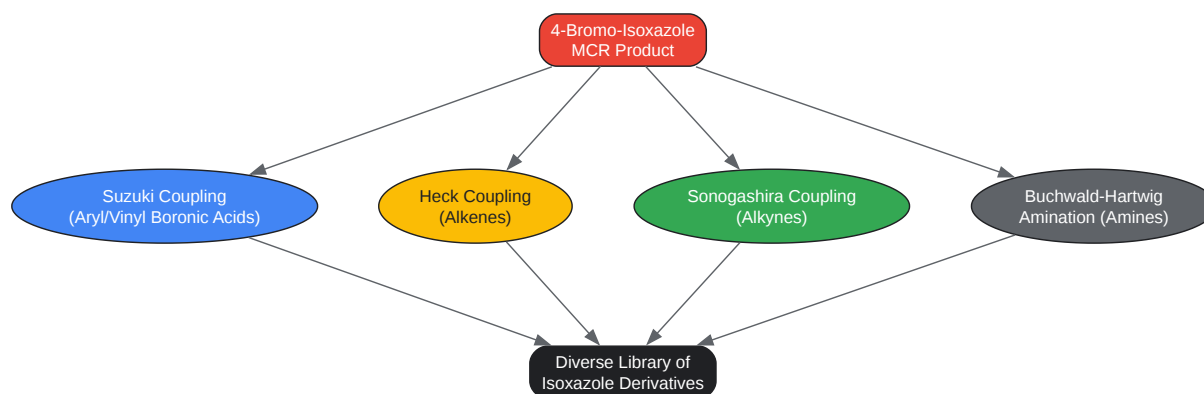 4-Bromo-Isoxazole
MCR Product
Suzuki Coupling
(Aryl/Vinyl Boronic Acids)
Heck Coupling
(Alkenes)
Sonogashira Coupling
(Alkynes)
Buchwald-Hartwig
Amination (Amines)
Diverse Library of
Isoxazole Derivatives